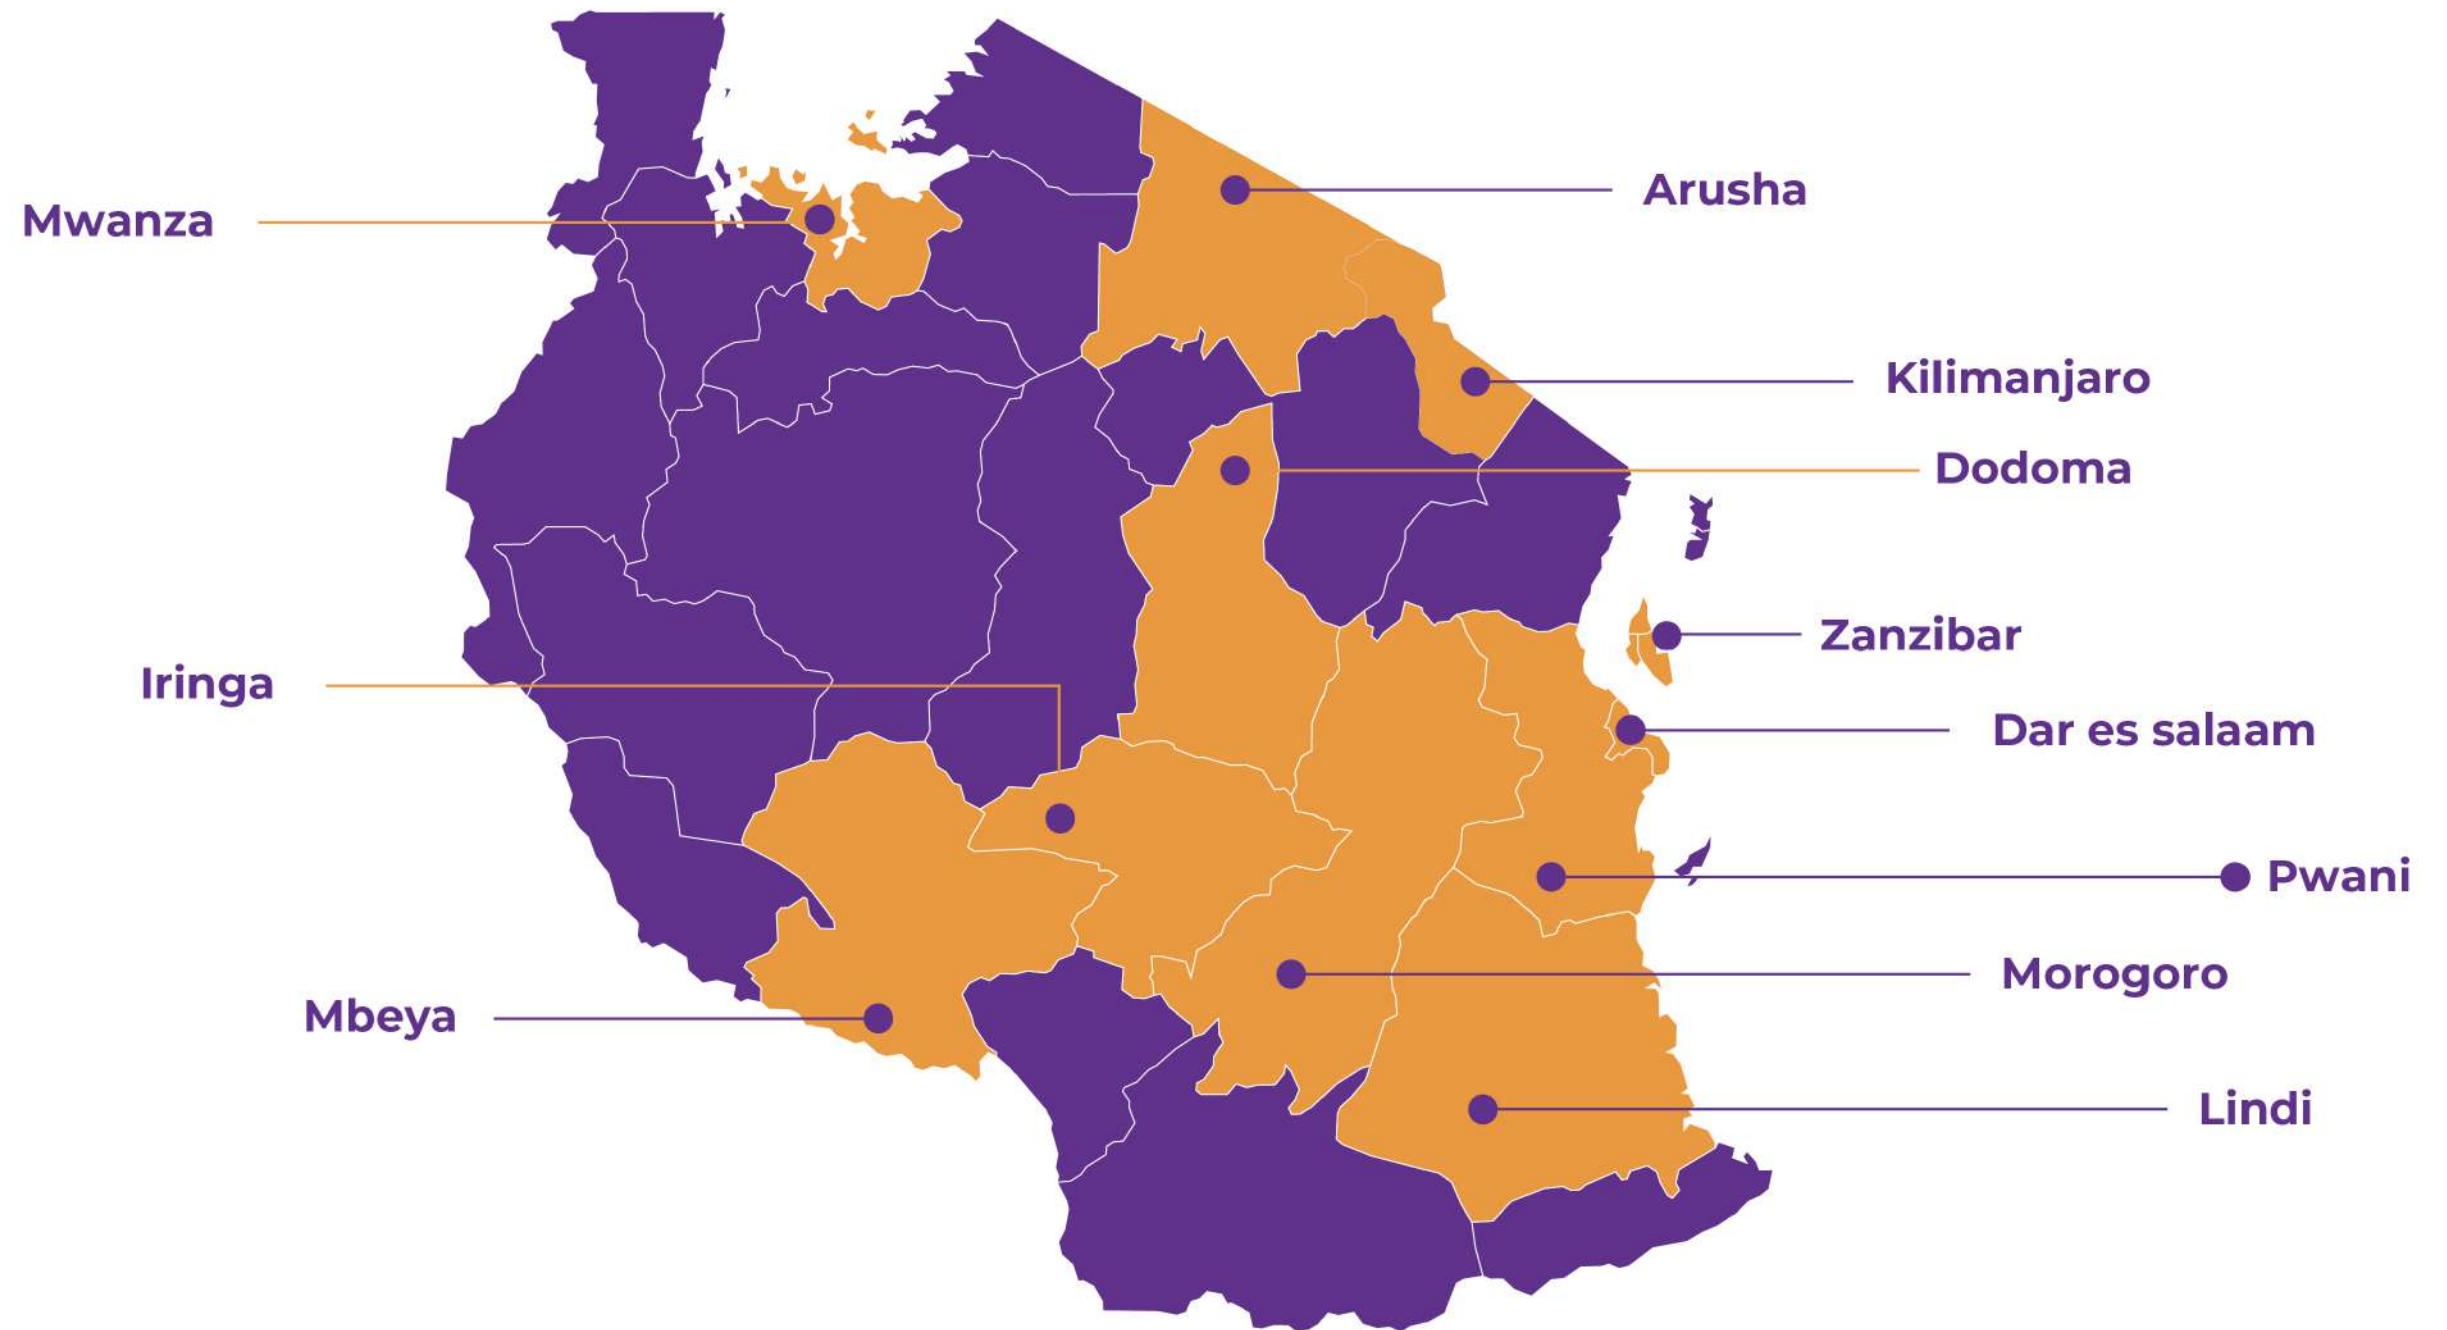 Arusha
Mwanza
Kilimanjaro
Dodoma
Zanzibar
Iringa
Dar es salaam
Pwani
Morogoro
Mbeya
Lindi